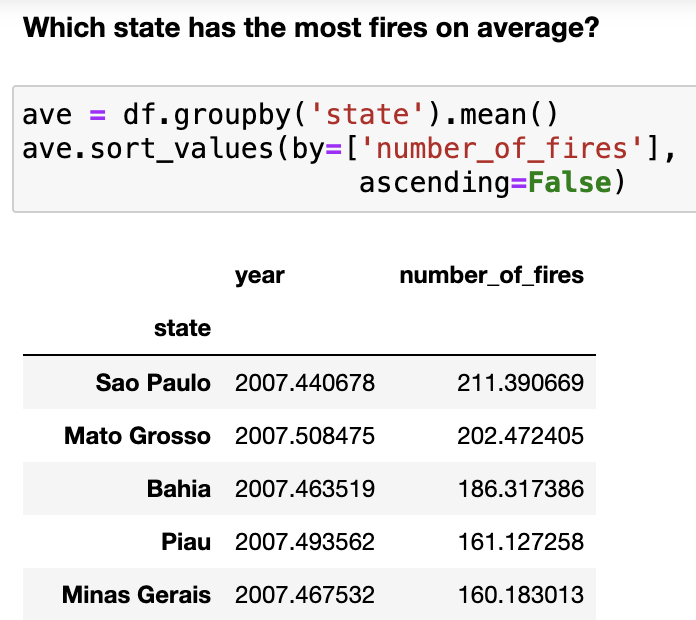 Which state has the most fires on average?
ave = df.groupby('state').mean()
ave.sort_values(by=['number_of_fires'],
ascending=False)
year number_of_fires
state
Sao Paulo 2007.440678 211.390669
Mato Grosso 2007.508475 202.472405
Bahia 2007.463519 186.317386
Piau 2007.493562 161.127258
Minas Gerais 2007.467532 160.183013